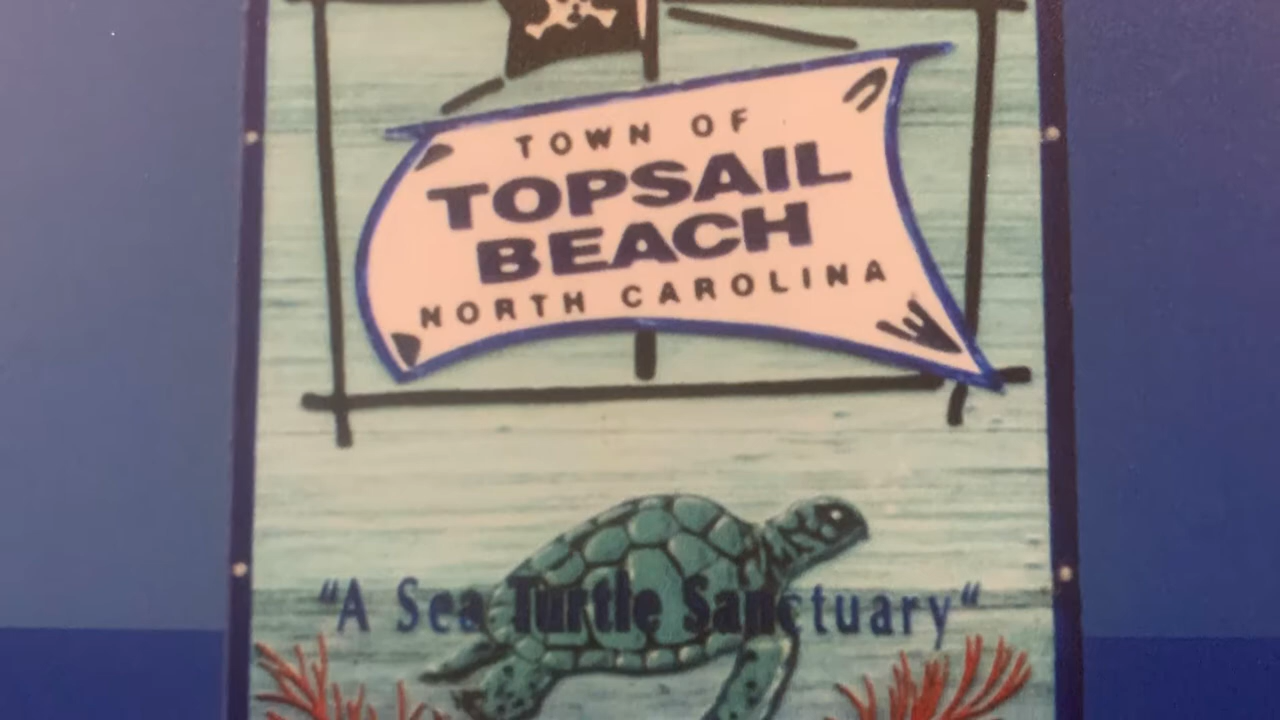 TOWN OF
TOPSAIL
BEACH
NORTH CAROLINA
“A Sea Turtle Sanctuary“